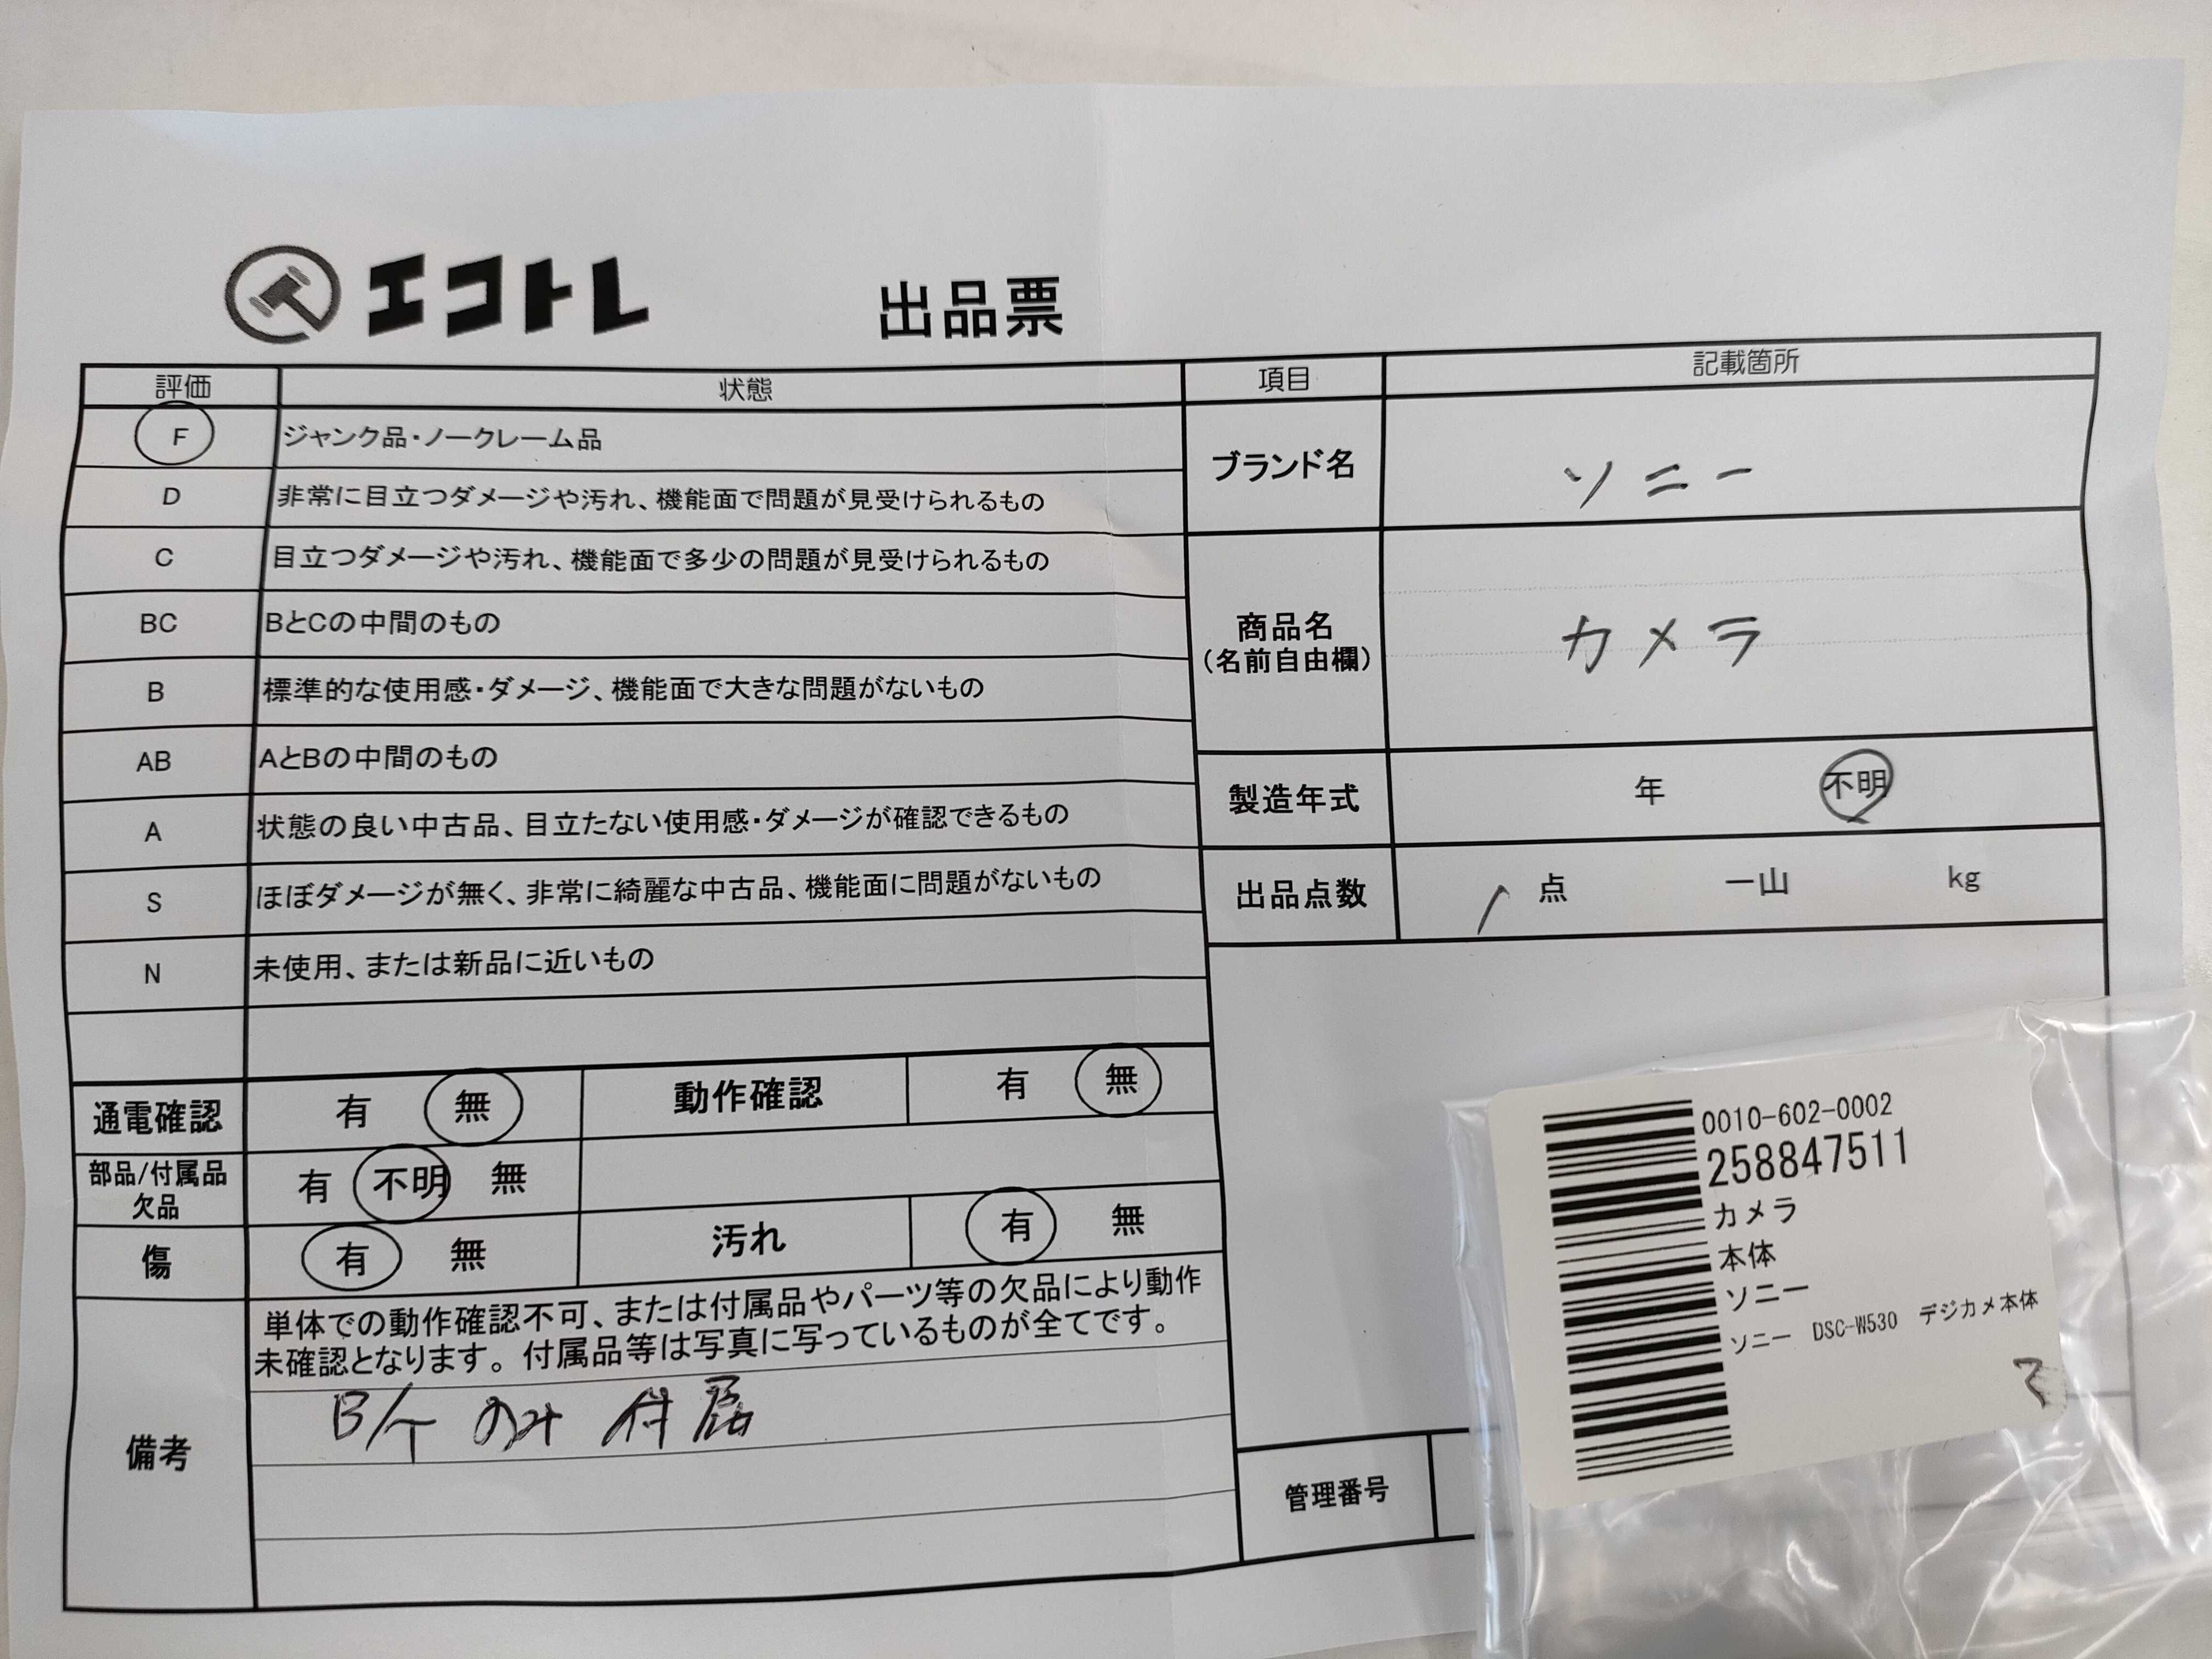 エコトレ 出品票
評価 状態
F ジャンク品・ノークレーム品
D 非常に目立つダメージや汚れ、機能面で問題が見受けられるもの
C 目立つダメージや汚れ、機能面で多少の問題が見受けられるもの
BC BとCの中間のもの
B 標準的な使用感・ダメージ、機能面で大きな問題がないもの
AB AとBの中間のもの
A 状態の良い中古品、目立たない使用感・ダメージが確認できるもの
S ほぼダメージが無く、非常に綺麗な中古品、機能面に問題がないもの
N 未使用、または新品に近いもの
通電確認 有 無 動作確認 有 無
部品/付属品
欠品 有 不明 無
傷 有 無 汚れ 有 無
備考
単体での動作確認不可、または付属品やパーツ等の欠品により動作
未確認となります。付属品等は写真に写っているものが全てです。
B/T のみ 付属
項目 記載箇所
ブランド名 ソニー
商品名
(名前自由欄) カメラ
製造年式 年 不明
出品点数 1 点 一山 kg
管理番号
0010-602-0002
258847511
カメラ
本体
ソニー
ソニー DSC-W530 デジカメ本体